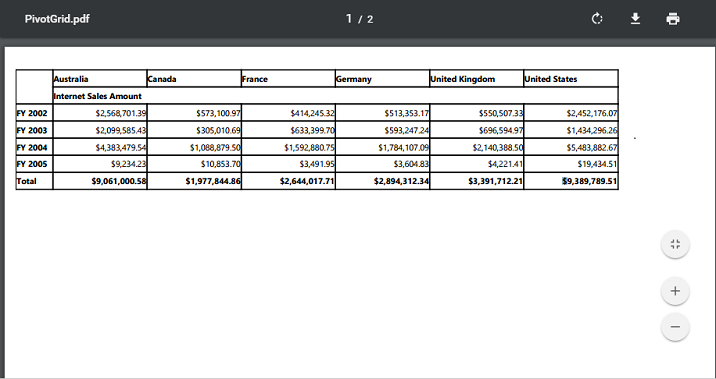 PivotGrid.pdf 1 / 2
Australia Canada France Germany United Kingdom United States
Internet Sales Amount
FY 2002 $2,568,701.39 $573,100.97 $414,245.32 $513,353.17 $550,507.33 $2,452,176.07
FY 2003 $2,099,585.43 $305,010.69 $633,399.70 $593,247.24 $696,594.97 $1,434,296.26
FY 2004 $4,383,479.54 $1,088,879.50 $1,592,880.75 $1,784,107.09 $2,140,388.50 $5,483,882.67
FY 2005 $9,234.23 $10,853.70 $3,491.95 $3,604.83 $4,221.41 $19,434.51
Total $9,061,000.58 $1,977,844.86 $2,644,017.71 $2,894,312.34 $3,391,712.21 $9,389,789.51